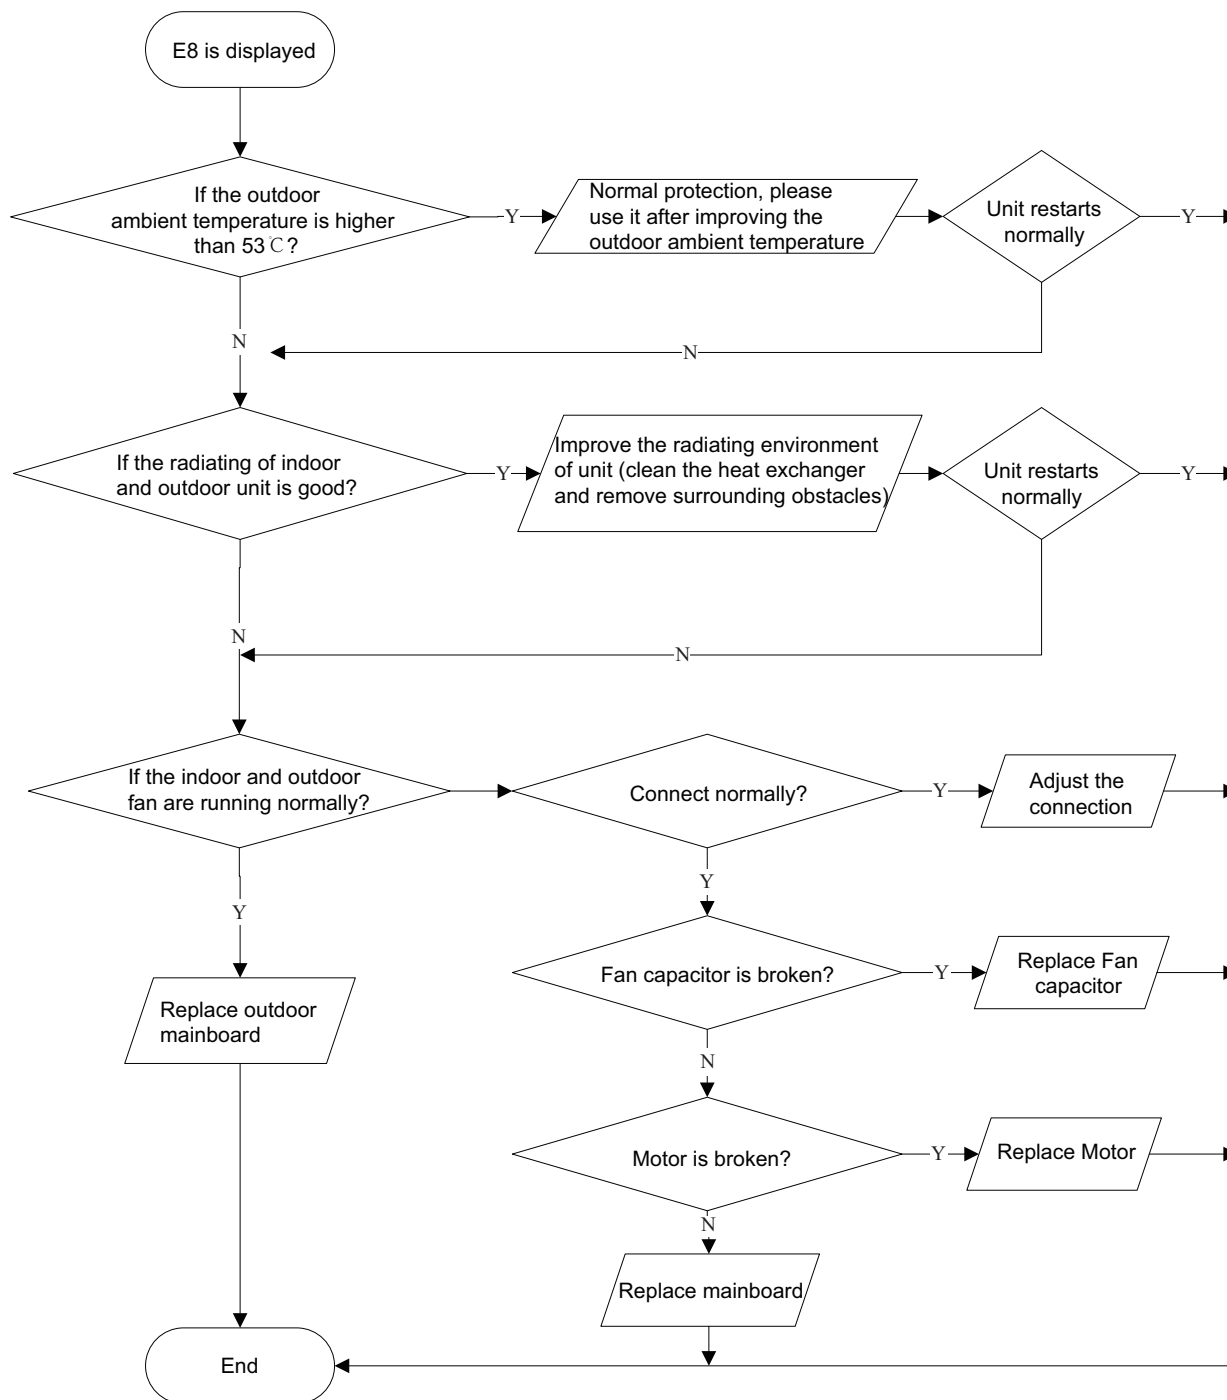 E8 is displayed
If the outdoor
ambient temperature is higher
than 53℃?
Y
Normal protection, please
use it after improving the
outdoor ambient temperature
Unit restarts
normally
Y
N
N
If the radiating of indoor
and outdoor unit is good?
Y
Improve the radiating environment
of unit (clean the heat exchanger
and remove surrounding obstacles)
Unit restarts
normally
Y
N
N
If the indoor and outdoor
fan are running normally?
Connect normally?
Y
Adjust the
connection
Y
Y
Fan capacitor is broken?
Y
Replace Fan
capacitor
Replace outdoor
mainboard
N
Motor is broken?
Y
Replace Motor
N
Replace mainboard
End